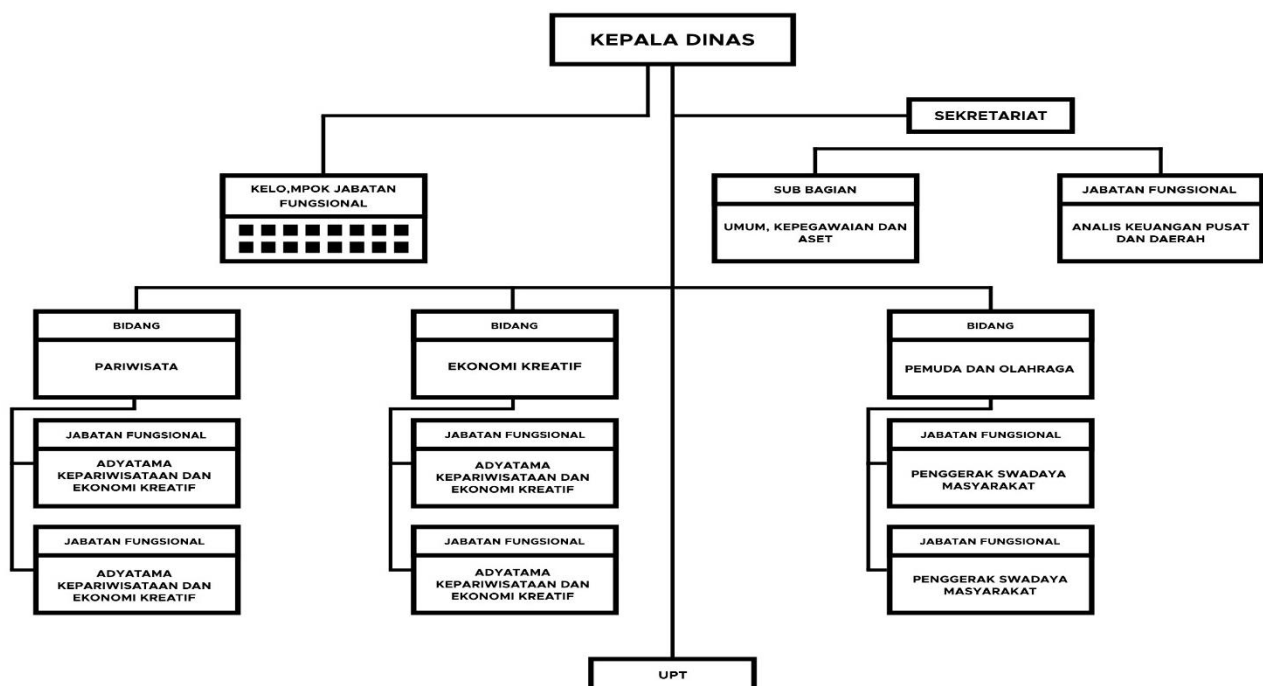 KEPALA DINAS
SEKRETARIAT
KELO,MPOK JABATAN
FUNGSIONAL
SUB BAGIAN
UMUM, KEPEGAWAIAN DAN
ASET
JABATAN FUNGSIONAL
ANALIS KEUANGAN PUSAT
DAN DAERAH
BIDANG
PARIWISATA
JABATAN FUNGSIONAL
ADYATAMA
KEPARIWISATAAN DAN
EKONOMI KREATIF
JABATAN FUNGSIONAL
ADYATAMA
KEPARIWISATAAN DAN
EKONOMI KREATIF
BIDANG
EKONOMI KREATIF
JABATAN FUNGSIONAL
ADYATAMA
KEPARIWISATAAN DAN
EKONOMI KREATIF
JABATAN FUNGSIONAL
ADYATAMA
KEPARIWISATAAN DAN
EKONOMI KREATIF
BIDANG
PEMUDA DAN OLAHRAGA
JABATAN FUNGSIONAL
PENGGERAK SWADAYA
MASYARAKAT
JABATAN FUNGSIONAL
PENGGERAK SWADAYA
MASYARAKAT
UPT